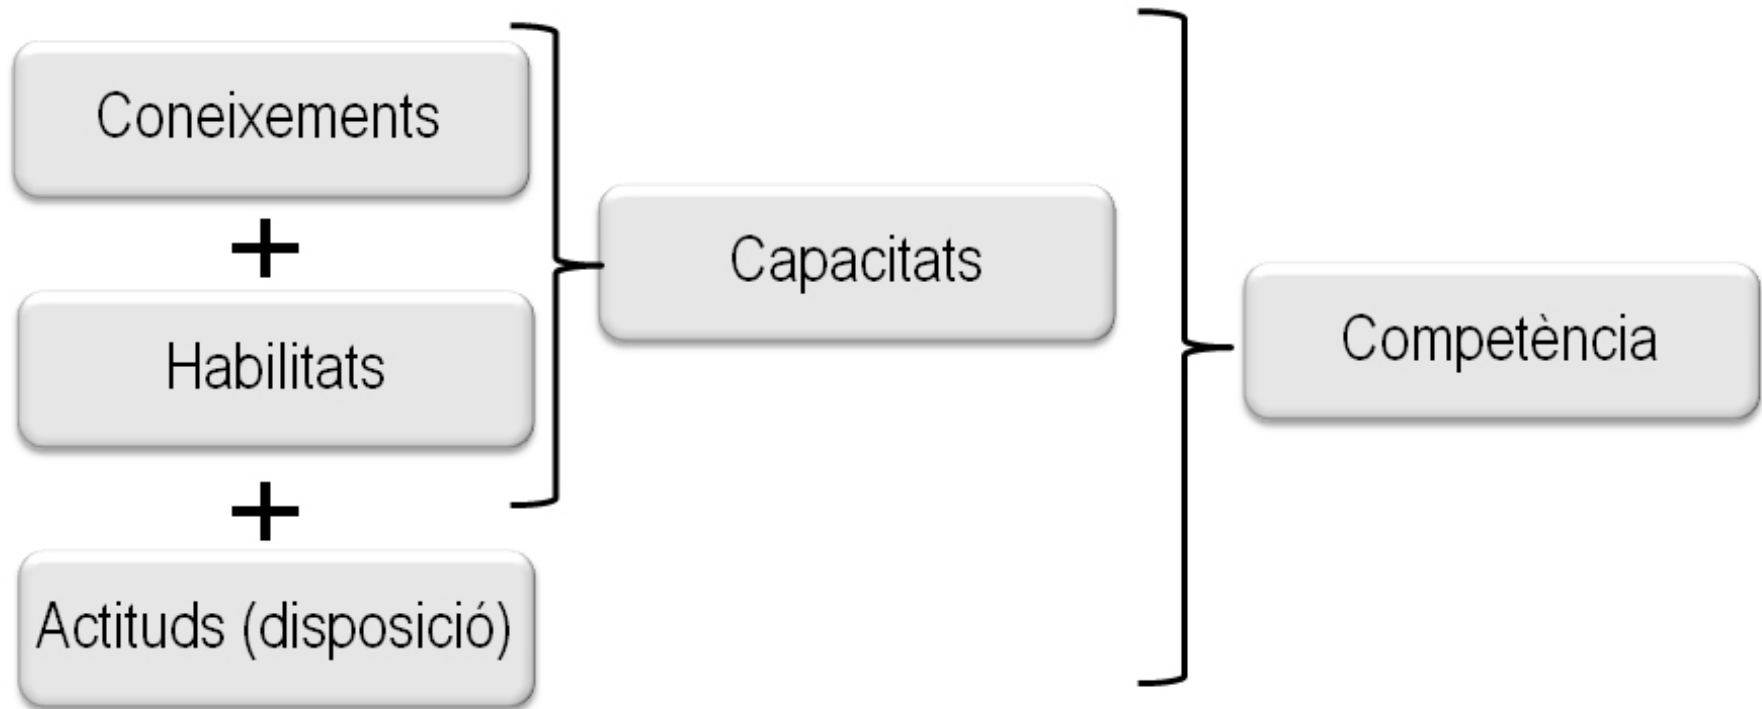 Coneixements
+
Habilitats
+
Actituds (disposició)
Capacitats
Competència